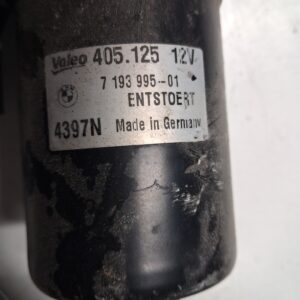 Valeo 405.125 12V
7 193 995-01
ENTSTOERT
4397N Made in Germany